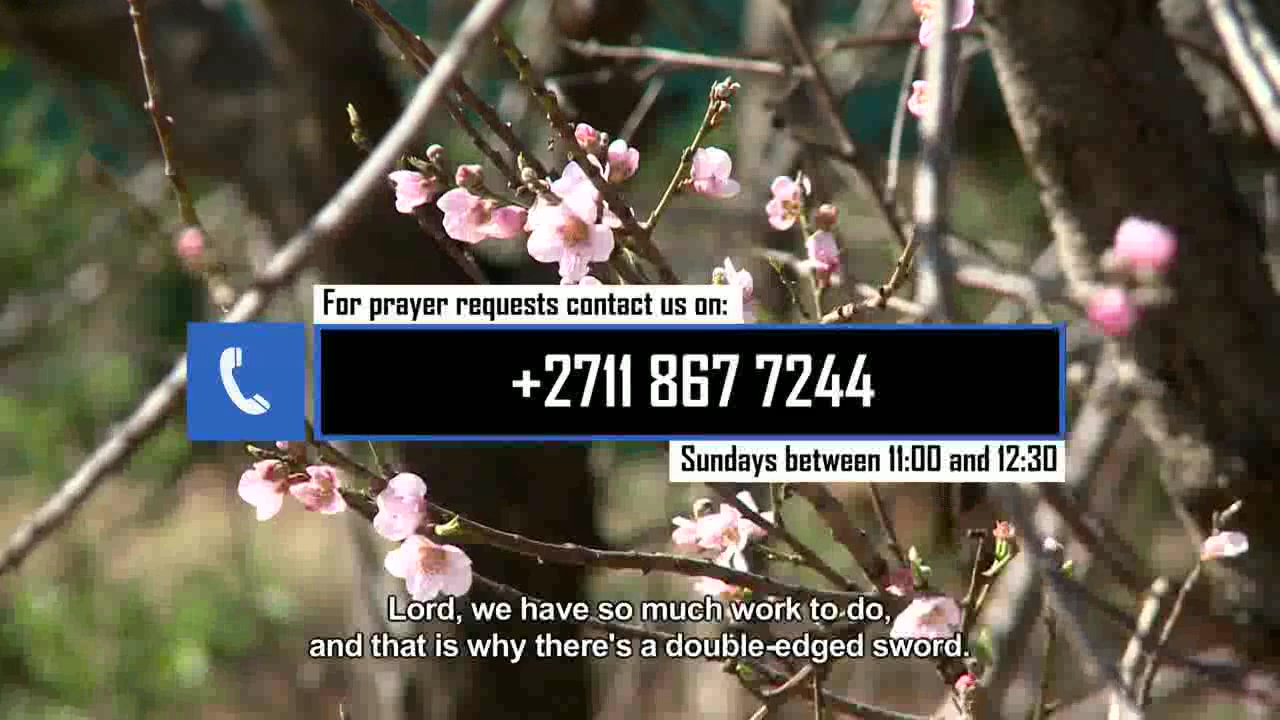 For prayer requests contact us on:
+2711 867 7244
Sundays between 11:00 and 12:30
Lord, we have so much work to do,
and that is why there's a double-edged sword.